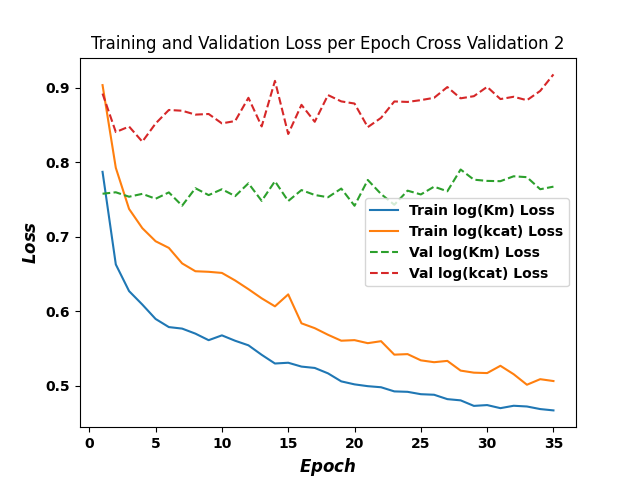 Training and Validation Loss per Epoch Cross Validation 2
0.9
0.8
0.7
0.6
0.5
Loss
Train log(Km) Loss
Train log(kcat) Loss
Val log(Km) Loss
Val log(kcat) Loss
0 5 10 15 20 25 30 35
Epoch